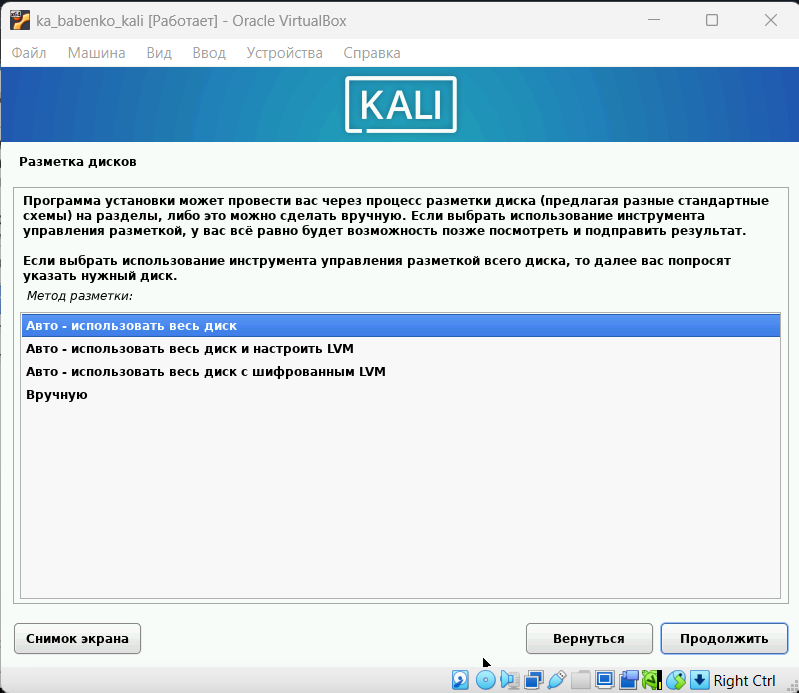 ka_babenko_kali [Работает] - Oracle VirtualBox
Файл Машина Вид Ввод Устройства Справка
KALI
Разметка дисков
Программа установки может провести вас через процесс разметки диска (предлагая разные стандартные
схемы) на разделы, либо это можно сделать вручную. Если выбрать использование инструмента
управления разметкой, у вас всё равно будет возможность позже посмотреть и подправить результат.
Если выбрать использование инструмента управления разметкой всего диска, то далее вас попросят
указать нужный диск.
Метод разметки:
Авто - использовать весь диск
Авто - использовать весь диск и настроить LVM
Авто - использовать весь диск с шифрованным LVM
Вручную
Снимок экрана Вернуться Продолжить
Right Ctrl